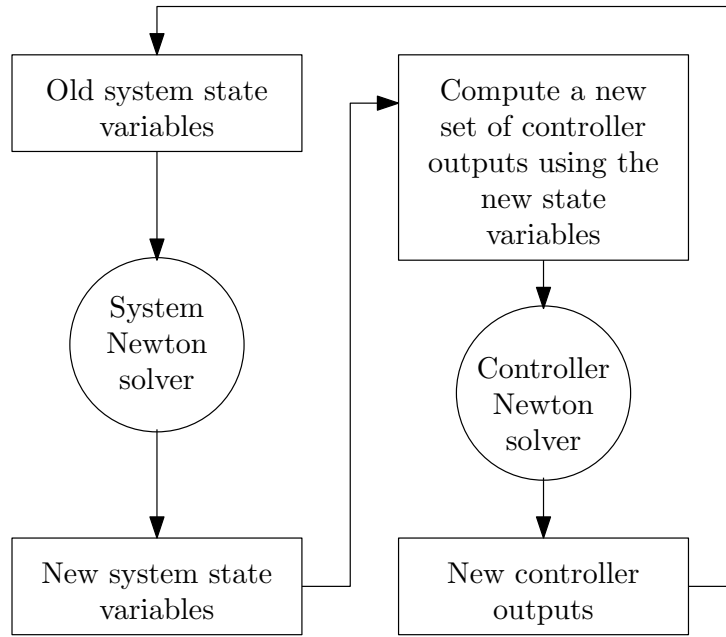 Old system state
variables
System
Newton
solver
New system state
variables
Compute a new
set of controller
outputs using the
new state
variables
Controller
Newton
solver
New controller
outputs